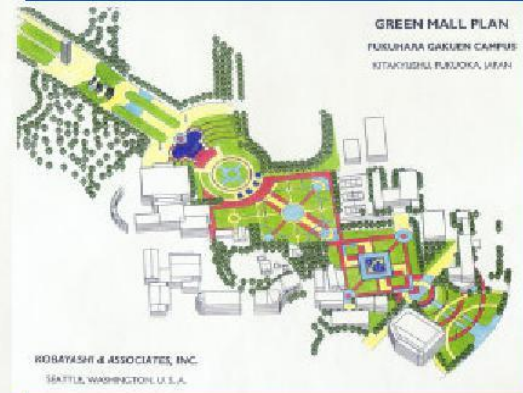 GREEN MALL PLAN
FUKUHARA GAKUEN CAMPUS
KITAKYUSHU, FUKUOKA, JAPAN
KOBAYASHI & ASSOCIATES, INC.
SEATTLE, WASHINGTON, U.S.A.